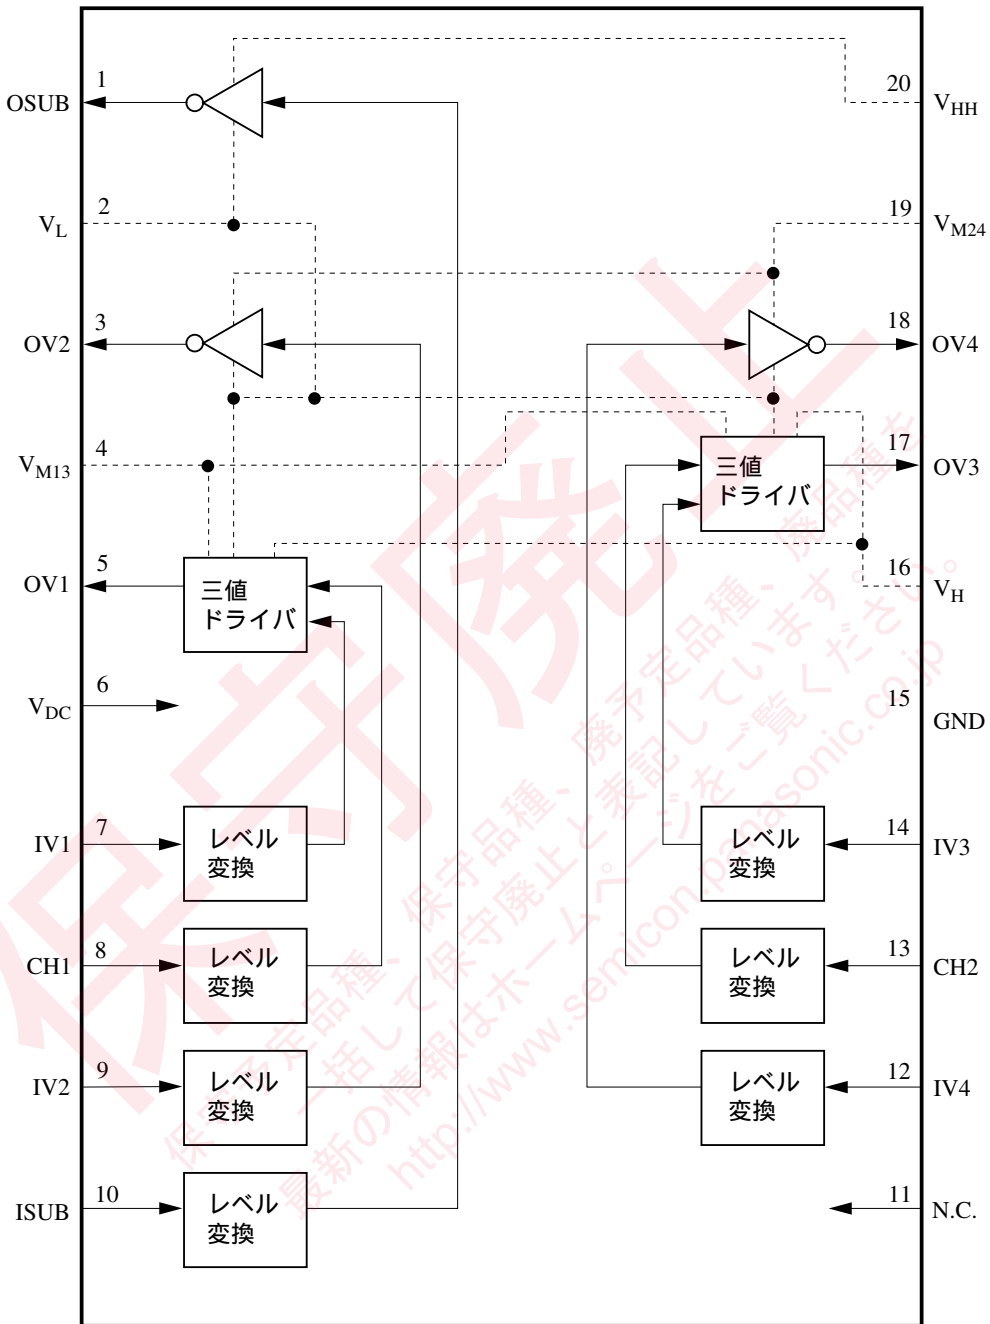 1
OSUB
20
VHH
2
VL
19
VM24
3
OV2
18
OV4
4
VM13
17
OV3
三値
ドライバ
5
OV1
三値
ドライバ
16
VH
6
VDC
15
GND
7
IV1
レベル
変換
レベル
変換
14
IV3
8
CH1
レベル
変換
レベル
変換
13
CH2
9
IV2
レベル
変換
レベル
変換
12
IV4
10
ISUB
レベル
変換
11
N.C.
保守廃止
保守予定品種、保守品種、廃予定品種、廃品種を
一括して保守廃止と表記しています。
最新の情報はホームページをご覧ください。
http://www.semicon.panasonic.co.jp